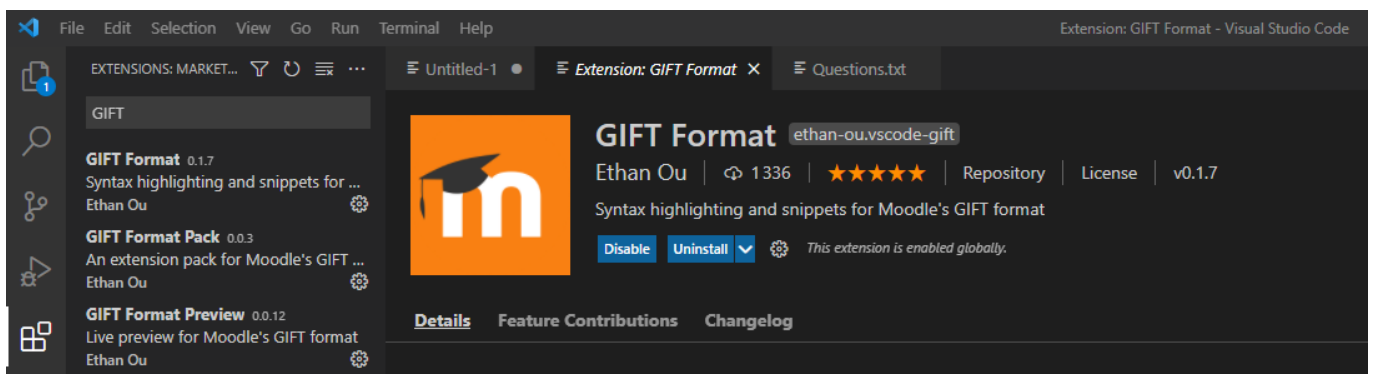 File Edit Selection View Go Run Terminal Help
Extension: GIFT Format - Visual Studio Code
EXTENSIONS: MARKET...
Untitled-1
Extension: GIFT Format
Questions.txt
1
GIFT
GIFT Format 0.1.7
Syntax highlighting and snippets for ...
Ethan Ou
GIFT Format Pack 0.0.3
An extension pack for Moodle's GIFT ...
Ethan Ou
GIFT Format Preview 0.0.12
Live preview for Moodle's GIFT format
Ethan Ou
m
GIFT Format ethan-ou.vscode-gift
Ethan Ou 1336 Repository License v0.1.7
Syntax highlighting and snippets for Moodle's GIFT format
Disable Uninstall This extension is enabled globally.
Details Feature Contributions Changelog